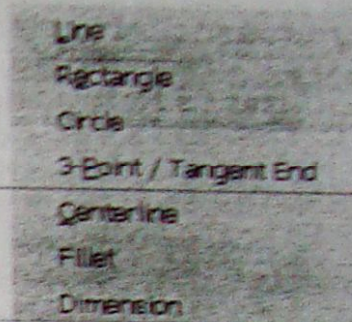 Line
Rectangle
Circle
3-Point / Tangent End
Centerline
Fillet
Dimension